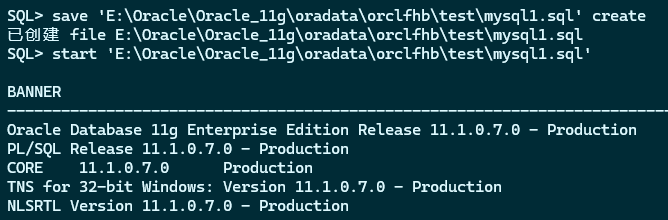 SQL> save 'E:\Oracle\Oracle_11g\oradata\orclfhb\test\mysql1.sql' create
已创建 file E:\Oracle\Oracle_11g\oradata\orclfhb\test\mysql1.sql
SQL> start 'E:\Oracle\Oracle_11g\oradata\orclfhb\test\mysql1.sql'
BANNER
--------------------------------------------------------------------------
Oracle Database 11g Enterprise Edition Release 11.1.0.7.0 - Production
PL/SQL Release 11.1.0.7.0 - Production
CORE    11.1.0.7.0      Production
TNS for 32-bit Windows: Version 11.1.0.7.0 - Production
NLSRTL Version 11.1.0.7.0 - Production